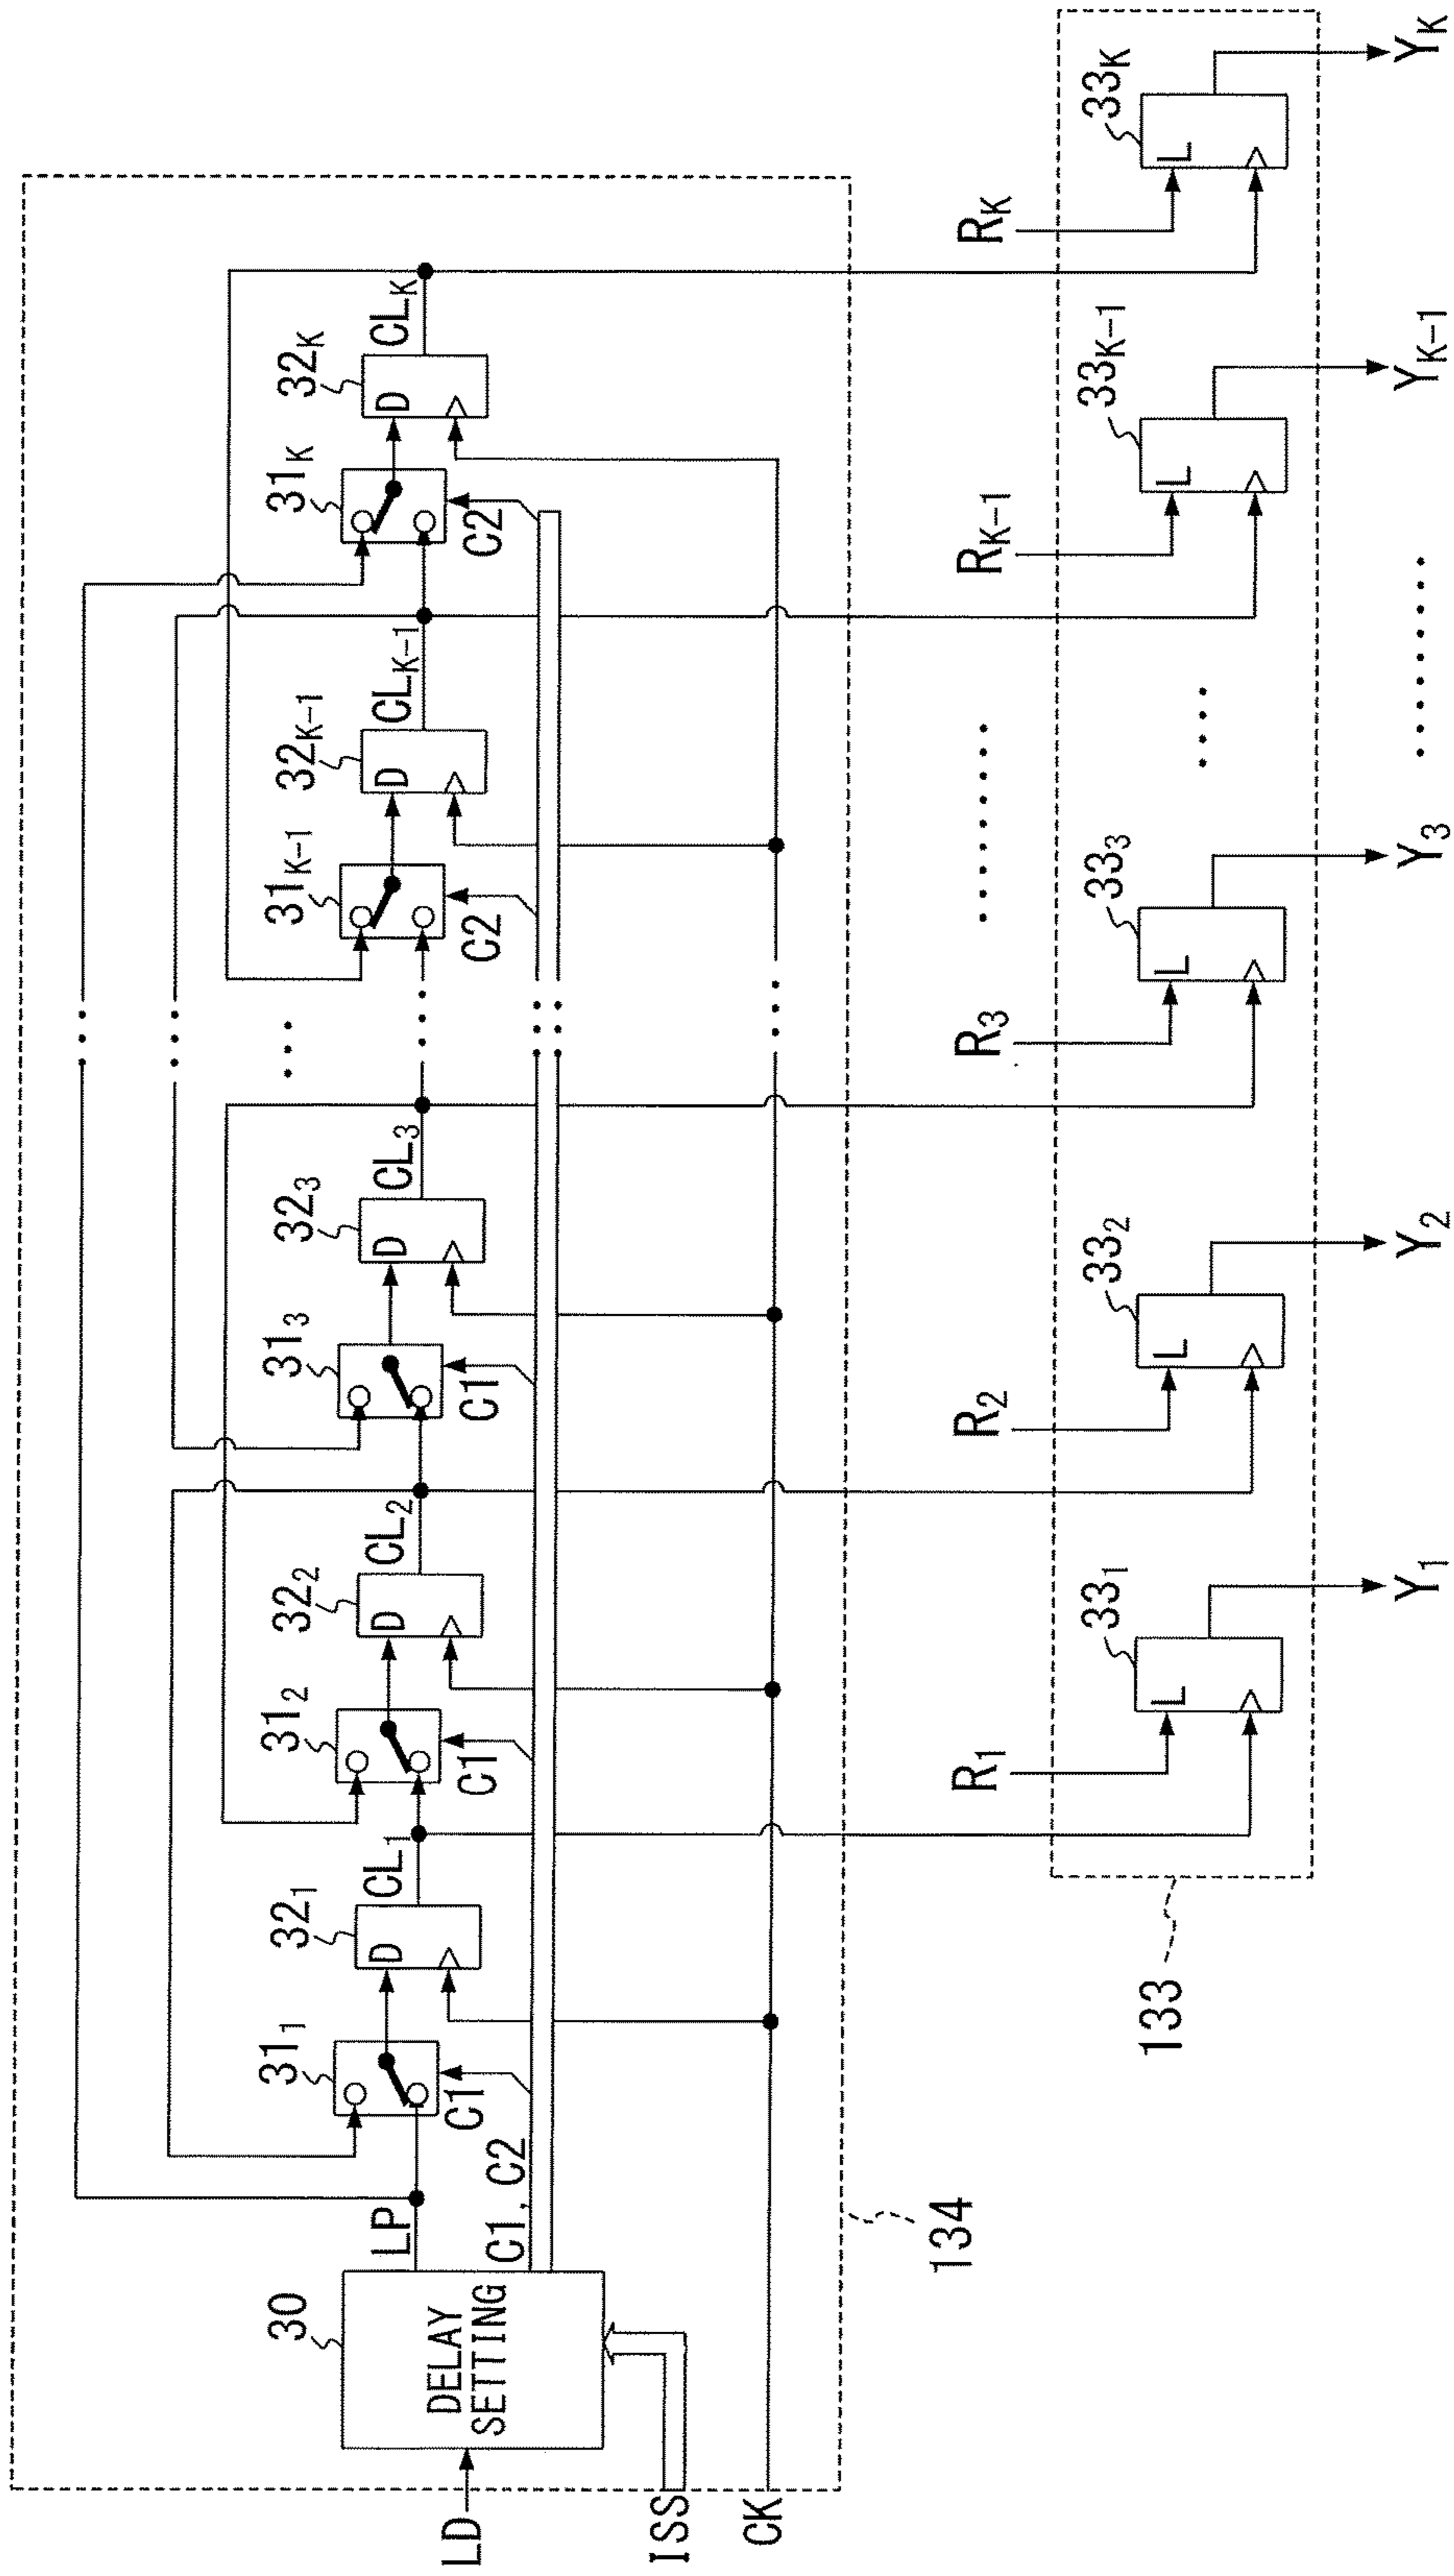 LD
ISS
CK
30
DELAY
SETTING
LP
C1, C2
31₁
C1
32₁
D
CL₁
31₂
C1
32₂
D
CL₂
31₃
C1
32₃
D
CL₃
31K-1
C2
32K-1
D
CLK-1
31K
C2
32K
D
CLK
134
R₁
33₁
L
Y₁
R₂
33₂
L
Y₂
R₃
33₃
L
Y₃
RK-1
33K-1
L
YK-1
RK
33K
L
YK
133